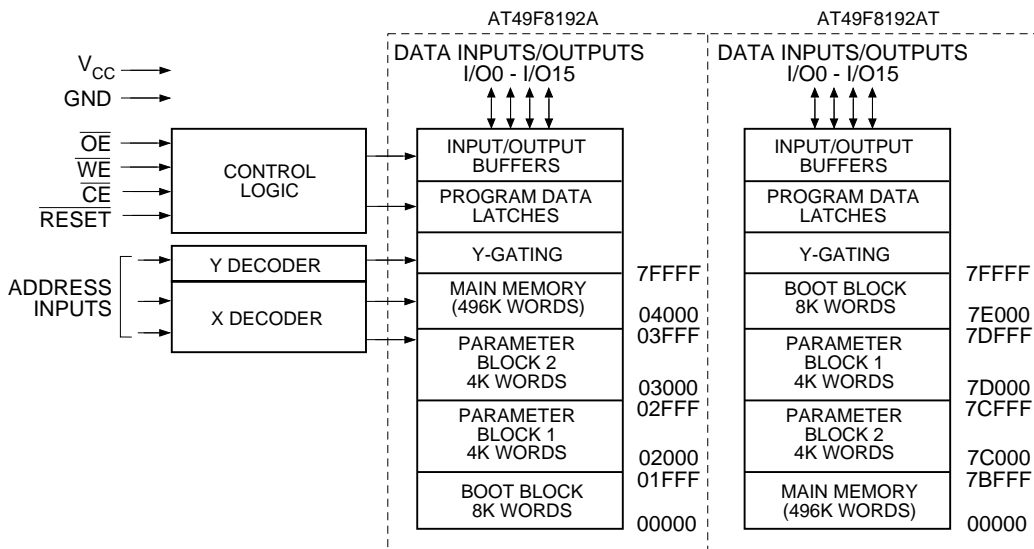 AT49F8192A
AT49F8192AT
VCC
GND
OE
WE
CE
RESET
CONTROL
LOGIC
ADDRESS
INPUTS
Y DECODER
X DECODER
DATA INPUTS/OUTPUTS
I/O0 - I/O15
INPUT/OUTPUT
BUFFERS
PROGRAM DATA
LATCHES
Y-GATING
7FFFF
MAIN MEMORY
(496K WORDS)
04000
03FFF
PARAMETER
BLOCK 2
4K WORDS
03000
02FFF
PARAMETER
BLOCK 1
4K WORDS
02000
01FFF
BOOT BLOCK
8K WORDS
00000
DATA INPUTS/OUTPUTS
I/O0 - I/O15
INPUT/OUTPUT
BUFFERS
PROGRAM DATA
LATCHES
Y-GATING
7FFFF
BOOT BLOCK
8K WORDS
7E000
7DFFF
PARAMETER
BLOCK 1
4K WORDS
7D000
7CFFF
PARAMETER
BLOCK 2
4K WORDS
7C000
7BFFF
MAIN MEMORY
(496K WORDS)
00000